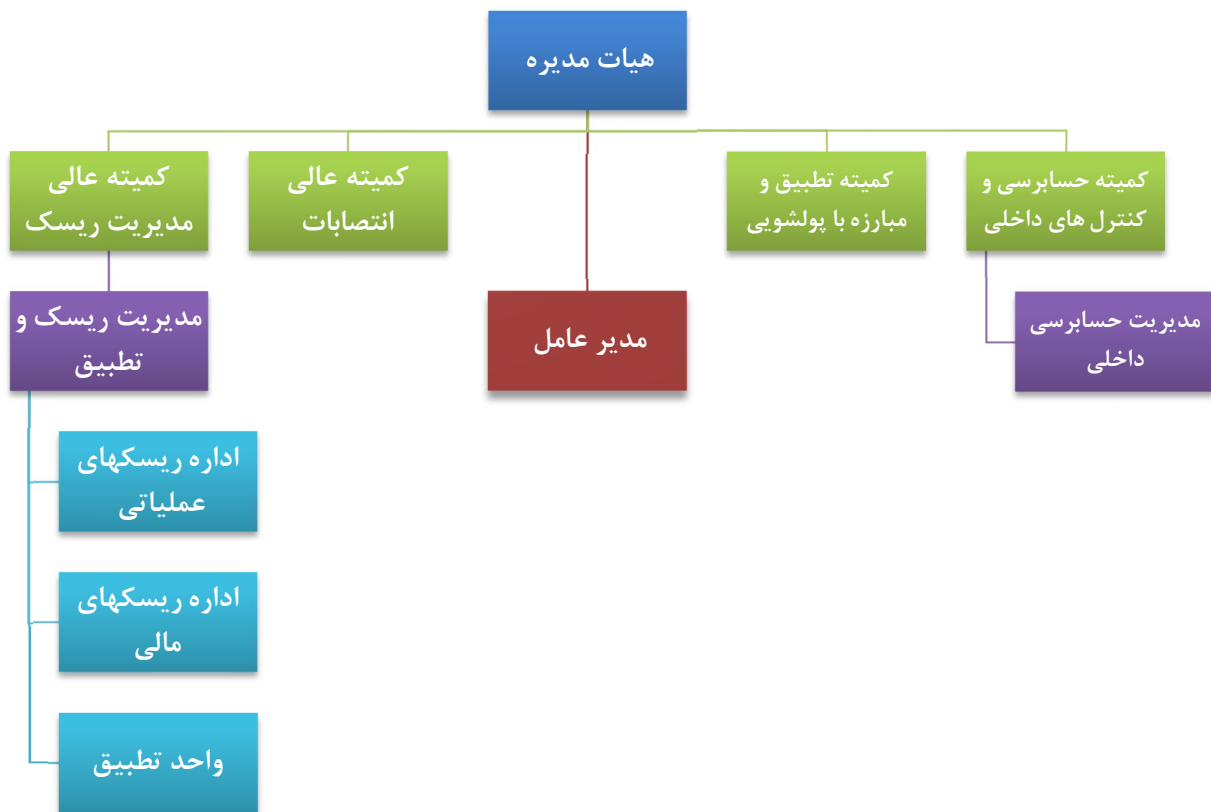 هیات مدیره
کمیته حسابرسی و
کنترل های داخلی
کمیته تطبیق و
مبارزه با پولشویی
کمیته عالی
انتصابات
کمیته عالی
مدیریت ریسک
مدیریت حسابرسی
داخلی
مدیر عامل
مدیریت ریسک و
تطبیق
اداره ریسکهای
عملیاتی
اداره ریسکهای
مالی
واحد تطبیق